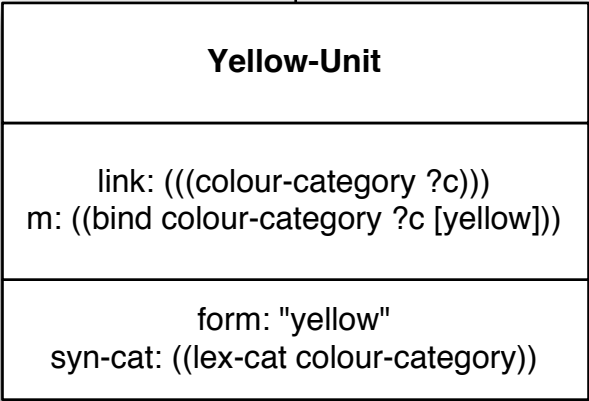 Yellow-Unit
link: (((colour-category ?c)))
m: ((bind colour-category ?c [yellow]))
form: "yellow"
syn-cat: ((lex-cat colour-category))